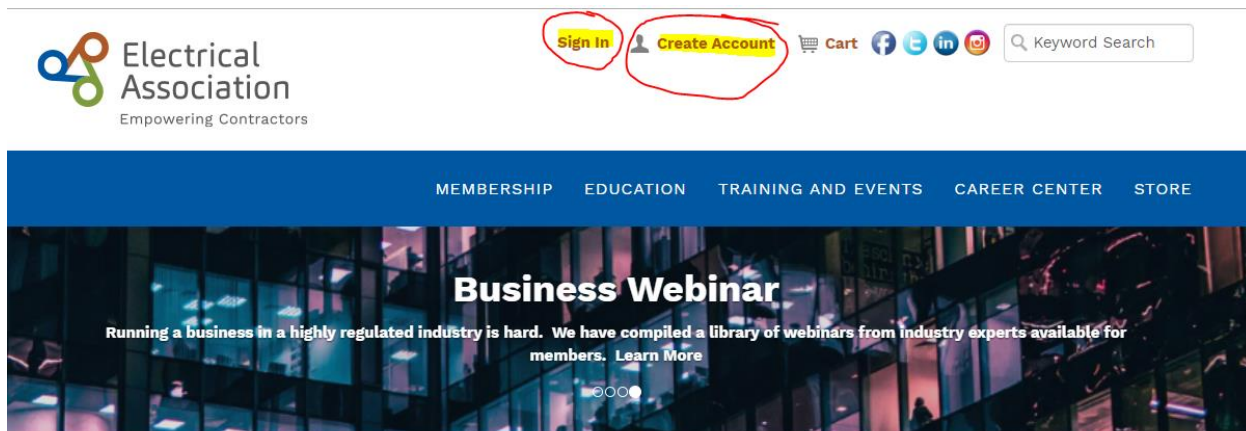 Electrical
Association
Empowering Contractors
Sign In
Create Account
Cart
Keyword Search
MEMBERSHIP EDUCATION TRAINING AND EVENTS CAREER CENTER STORE
Business Webinar
Running a business in a highly regulated industry is hard. We have compiled a library of webinars from industry experts available for
members. Learn More